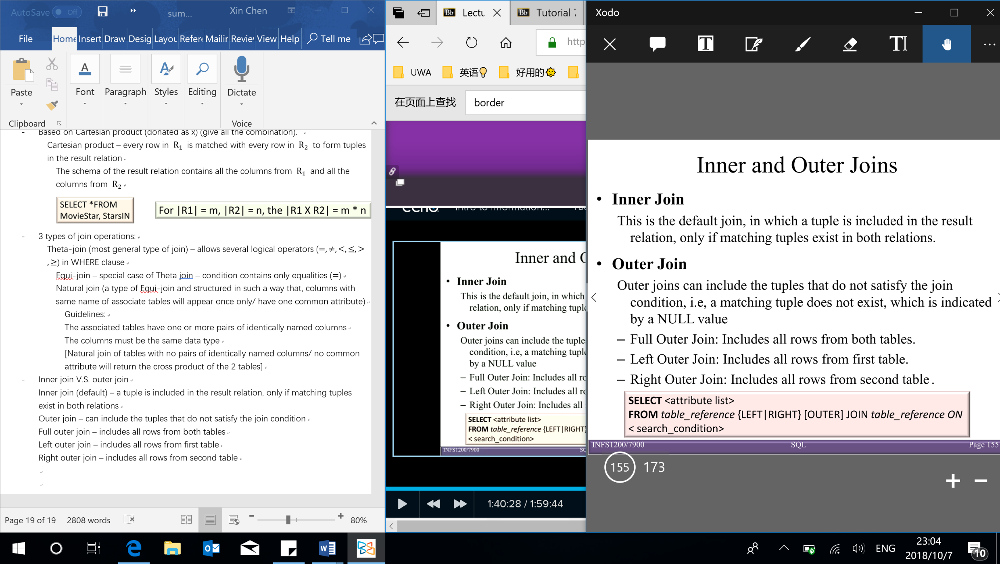 AutoSave Off sum... Xin Chen
File Home Insert Draw Desig Layou Refer Mailin Revie View Help Tell me
Paste Font Paragraph Styles Editing Dictate
Clipboard Voice
- Based on Cartesian product (donated as x) (give all the combination).
Cartesian product – every row in R₁ is matched with every row in R₂ to form tuples
in the result relation
The schema of the result relation contains all the columns from R₁ and all the
columns from R₂
SELECT *FROM
MovieStar, StarsIN
For |R1| = m, |R2| = n, the |R1 X R2| = m * n
- 3 types of join operations:
Theta-join (most general type of join) – allows several logical operators (=,≠,<,≤,>
,≥) in WHERE clause
Equi-join – special case of Theta join – condition contains only equalities (=)
Natural join (a type of Equi-join and structured in such a way that, columns with
same name of associate tables will appear once only/ have one common attribute)
Guidelines:
The associated tables have one or more pairs of identically named columns
The columns must be the same data type
[Natural join of tables with no pairs of identically named columns/ no common
attribute will return the cross product of the 2 tables]
- Inner join V.S. outer join
Inner join (default) – a tuple is included in the result relation, only if matching tuples
exist in both relations
Outer join – can include the tuples that do not satisfy the join condition
Full outer join – includes all rows from both tables
Left outer join – includes all rows from first table
Right outer join – includes all rows from second table
Page 19 of 19 2808 words 80%
Bb Lectu Bb Tutorial 7
http
UWA 英语 好用的
在页面上查找 border
echo Intro to Information...
Inner and O
• Inner Join
This is the default join, in which
relation, only if matching tuple
• Outer Join
Outer joins can include the tuple
condition, i.e, a matching tuple
by a NULL value
– Full Outer Join: Includes all ro
– Left Outer Join: Includes all ro
– Right Outer Join: Includes all
SELECT <attribute list>
FROM table_reference {LEFT|RIGHT}
< search_condition>
INFS1200/7900 SQ
1:40:28 / 1:59:44
Xodo
Inner and Outer Joins
• Inner Join
This is the default join, in which a tuple is included in the result
relation, only if matching tuples exist in both relations.
• Outer Join
Outer joins can include the tuples that do not satisfy the join
condition, i.e, a matching tuple does not exist, which is indicated
by a NULL value
– Full Outer Join: Includes all rows from both tables.
– Left Outer Join: Includes all rows from first table.
– Right Outer Join: Includes all rows from second table.
SELECT <attribute list>
FROM table_reference {LEFT|RIGHT} [OUTER] JOIN table_reference ON
< search_condition>
INFS1200/7900 SQL Page 155
155 173
ENG 23:04
2018/10/7
10